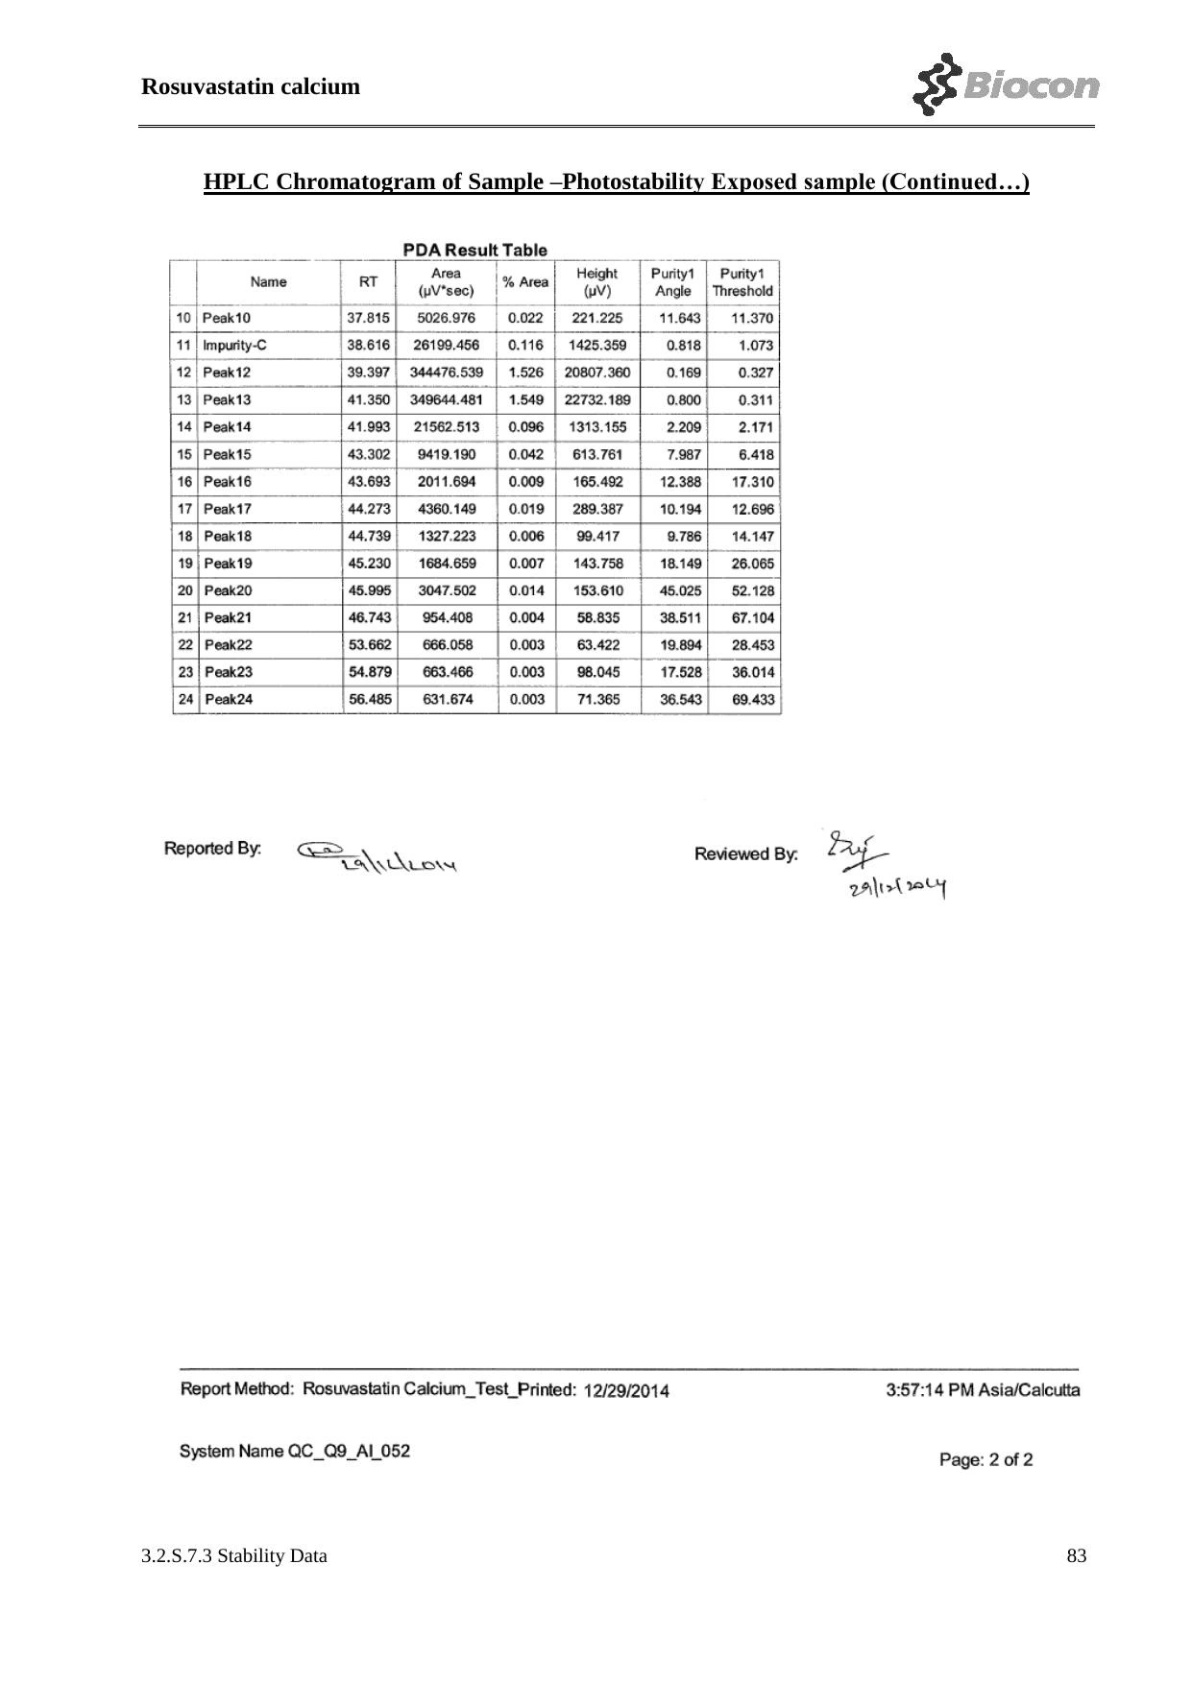 Rosuvastatin calcium
Biocon
HPLC Chromatogram of Sample –Photostability Exposed sample (Continued…)
PDA Result Table
Name RT Area (µV*sec) % Area Height (µV) Purity1 Angle Purity1 Threshold
10 Peak10 37.815 5026.976 0.022 221.225 11.643 11.370
11 Impurity-C 38.616 26199.456 0.116 1425.359 0.818 1.073
12 Peak12 39.397 344476.539 1.526 20807.360 0.169 0.327
13 Peak13 41.350 349644.481 1.549 22732.189 0.800 0.311
14 Peak14 41.993 21562.513 0.096 1313.155 2.209 2.171
15 Peak15 43.302 9419.190 0.042 613.761 7.987 6.418
16 Peak16 43.693 2011.694 0.009 165.492 12.388 17.310
17 Peak17 44.273 4360.149 0.019 289.387 10.194 12.696
18 Peak18 44.739 1327.223 0.006 99.417 9.786 14.147
19 Peak19 45.230 1684.659 0.007 143.758 18.149 26.065
20 Peak20 45.995 3047.502 0.014 153.610 45.025 52.128
21 Peak21 46.743 954.408 0.004 58.835 38.511 67.104
22 Peak22 53.662 666.058 0.003 63.422 19.894 28.453
23 Peak23 54.879 663.466 0.003 98.045 17.528 36.014
24 Peak24 56.485 631.674 0.003 71.365 36.543 69.433
Reported By: 29/12/2014
Reviewed By:
29/12/2014
Report Method: Rosuvastatin Calcium_Test_Printed: 12/29/2014 3:57:14 PM Asia/Calcutta
System Name QC_Q9_AI_052
Page: 2 of 2
3.2.S.7.3 Stability Data 83